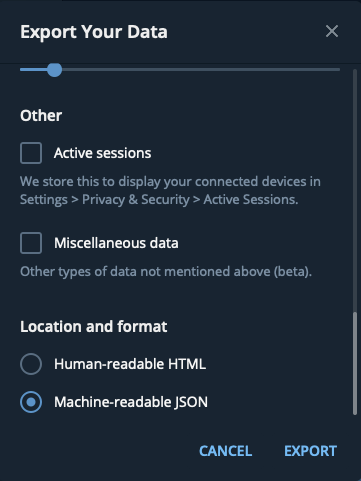 Export Your Data
Other
Active sessions
We store this to display your connected devices in
Settings > Privacy & Security > Active Sessions.
Miscellaneous data
Other types of data not mentioned above (beta).
Location and format
Human-readable HTML
Machine-readable JSON
CANCEL EXPORT